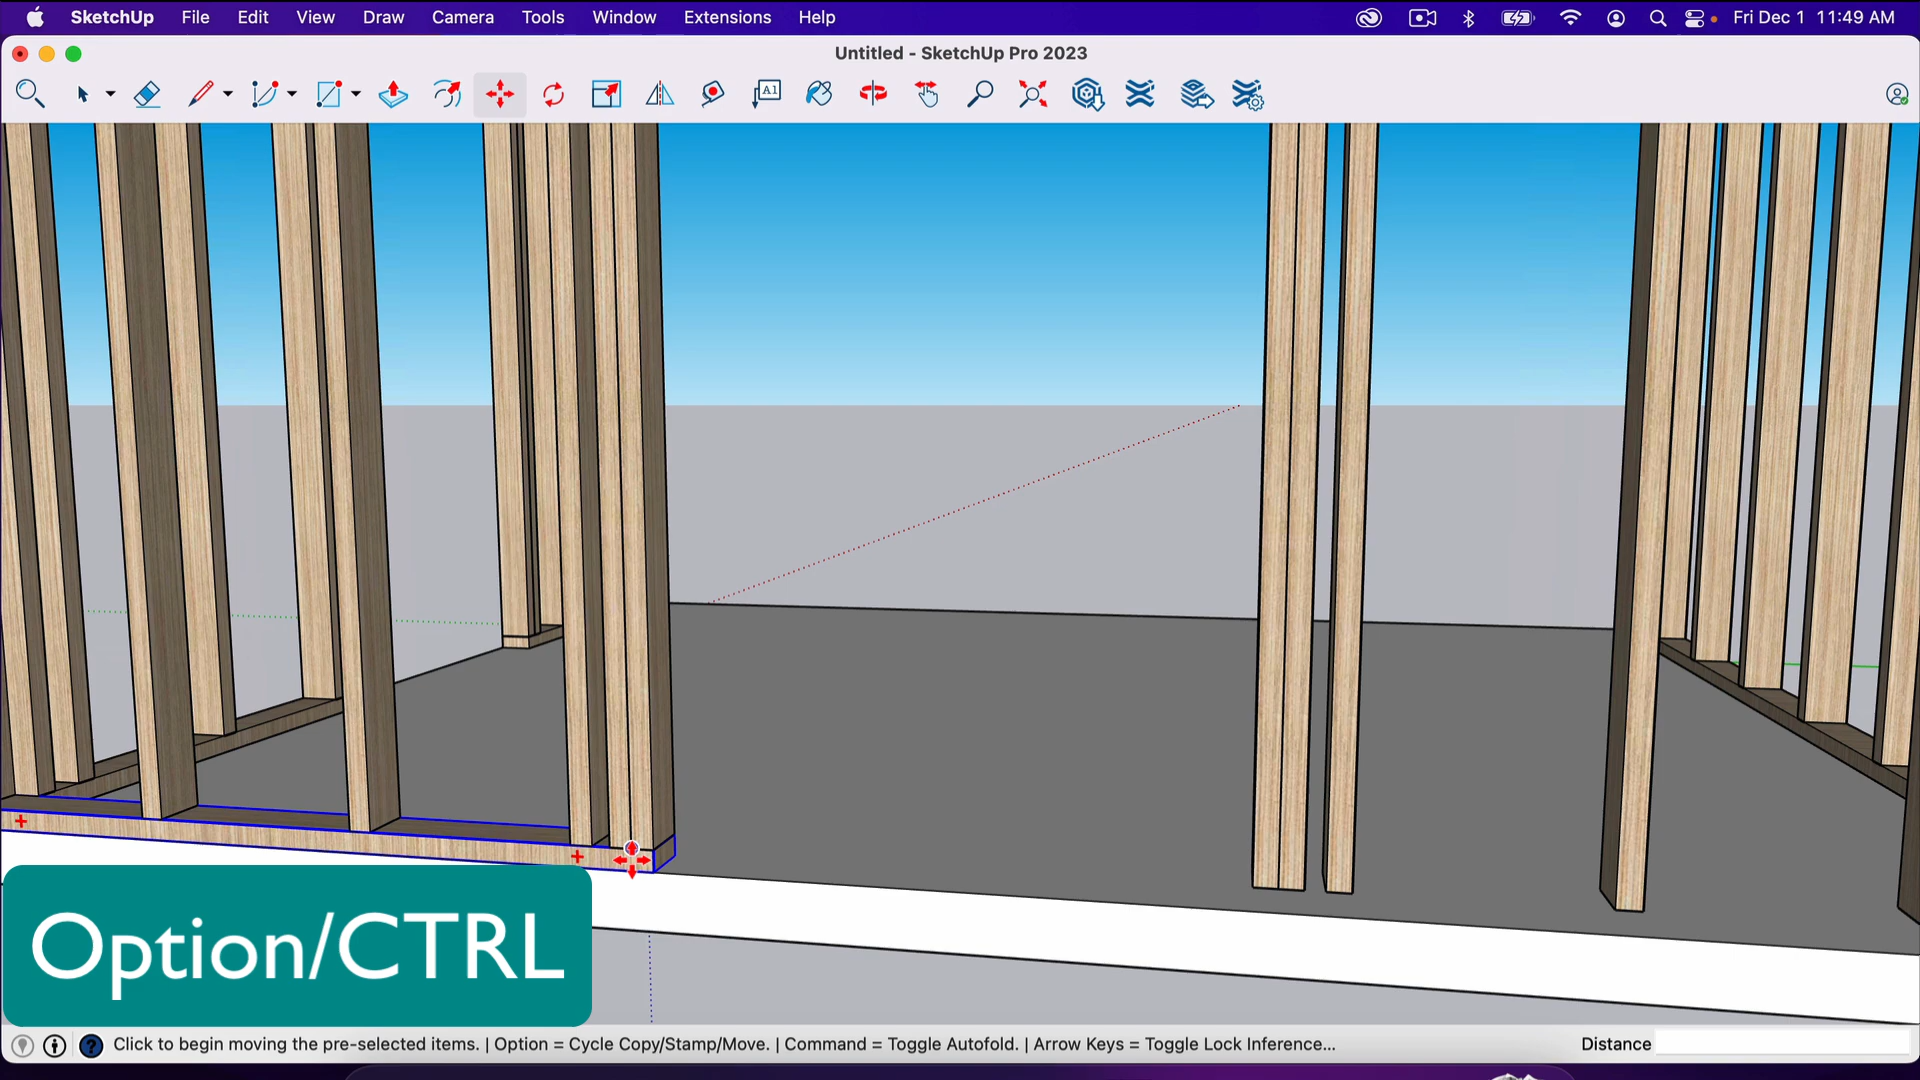 SketchUp File Edit View Draw Camera Tools Window Extensions Help Fri Dec 1 11:49 AM
Untitled - SketchUp Pro 2023
A1
Option/CTRL
Click to begin moving the pre-selected items. | Option = Cycle Copy/Stamp/Move. | Command = Toggle Autofold. | Arrow Keys = Toggle Lock Inference... Distance